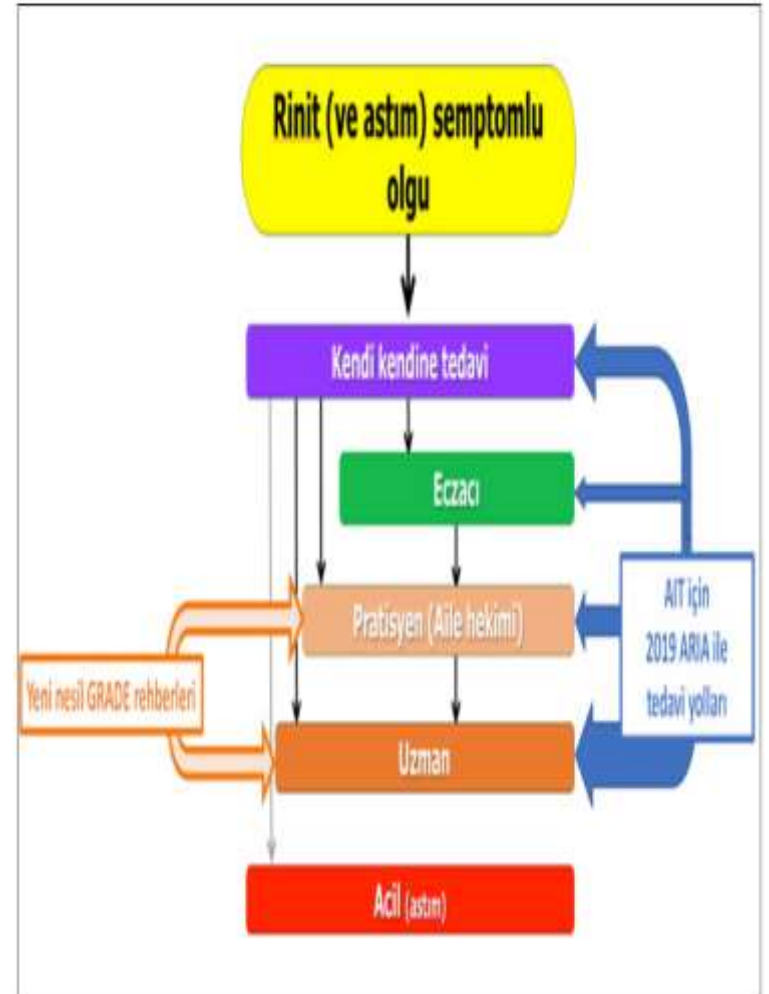 Rinit (ve astım) semptomlu
olgu
Kendi kendine tedavi
Eczacı
Pratisyen (Aile hekimi)
Yeni nesil GRADE rehberleri
AIT için
2019 ARIA ile
tedavi yolları
Uzman
Acil (astım)